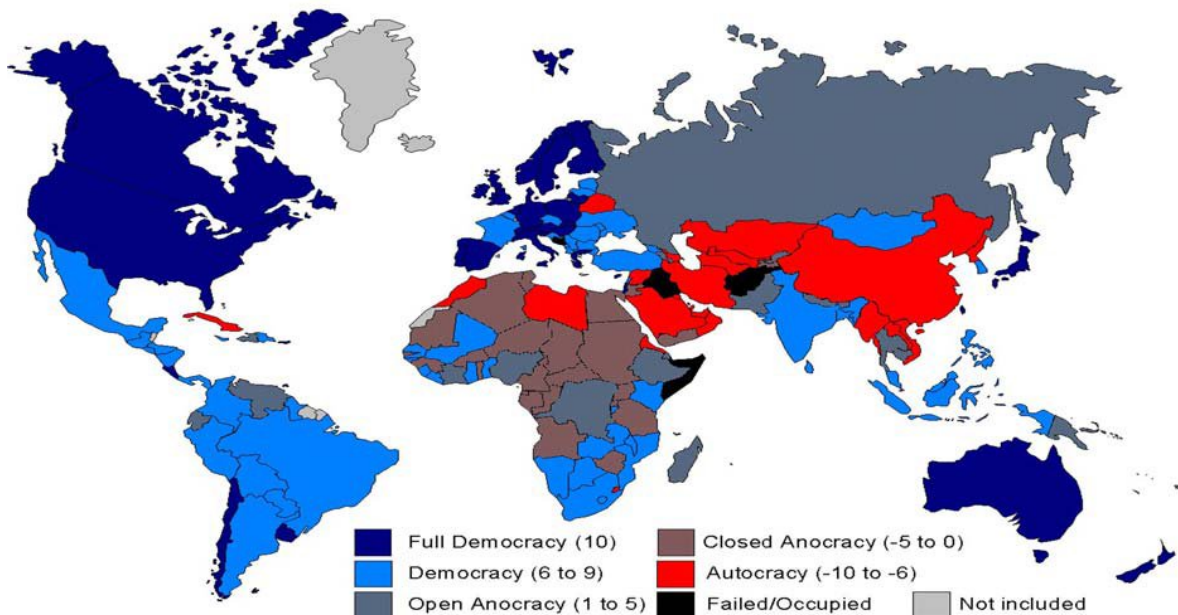 Full Democracy (10)
Democracy (6 to 9)
Open Anocracy (1 to 5)
Closed Anocracy (-5 to 0)
Autocracy (-10 to -6)
Failed/Occupied
Not included